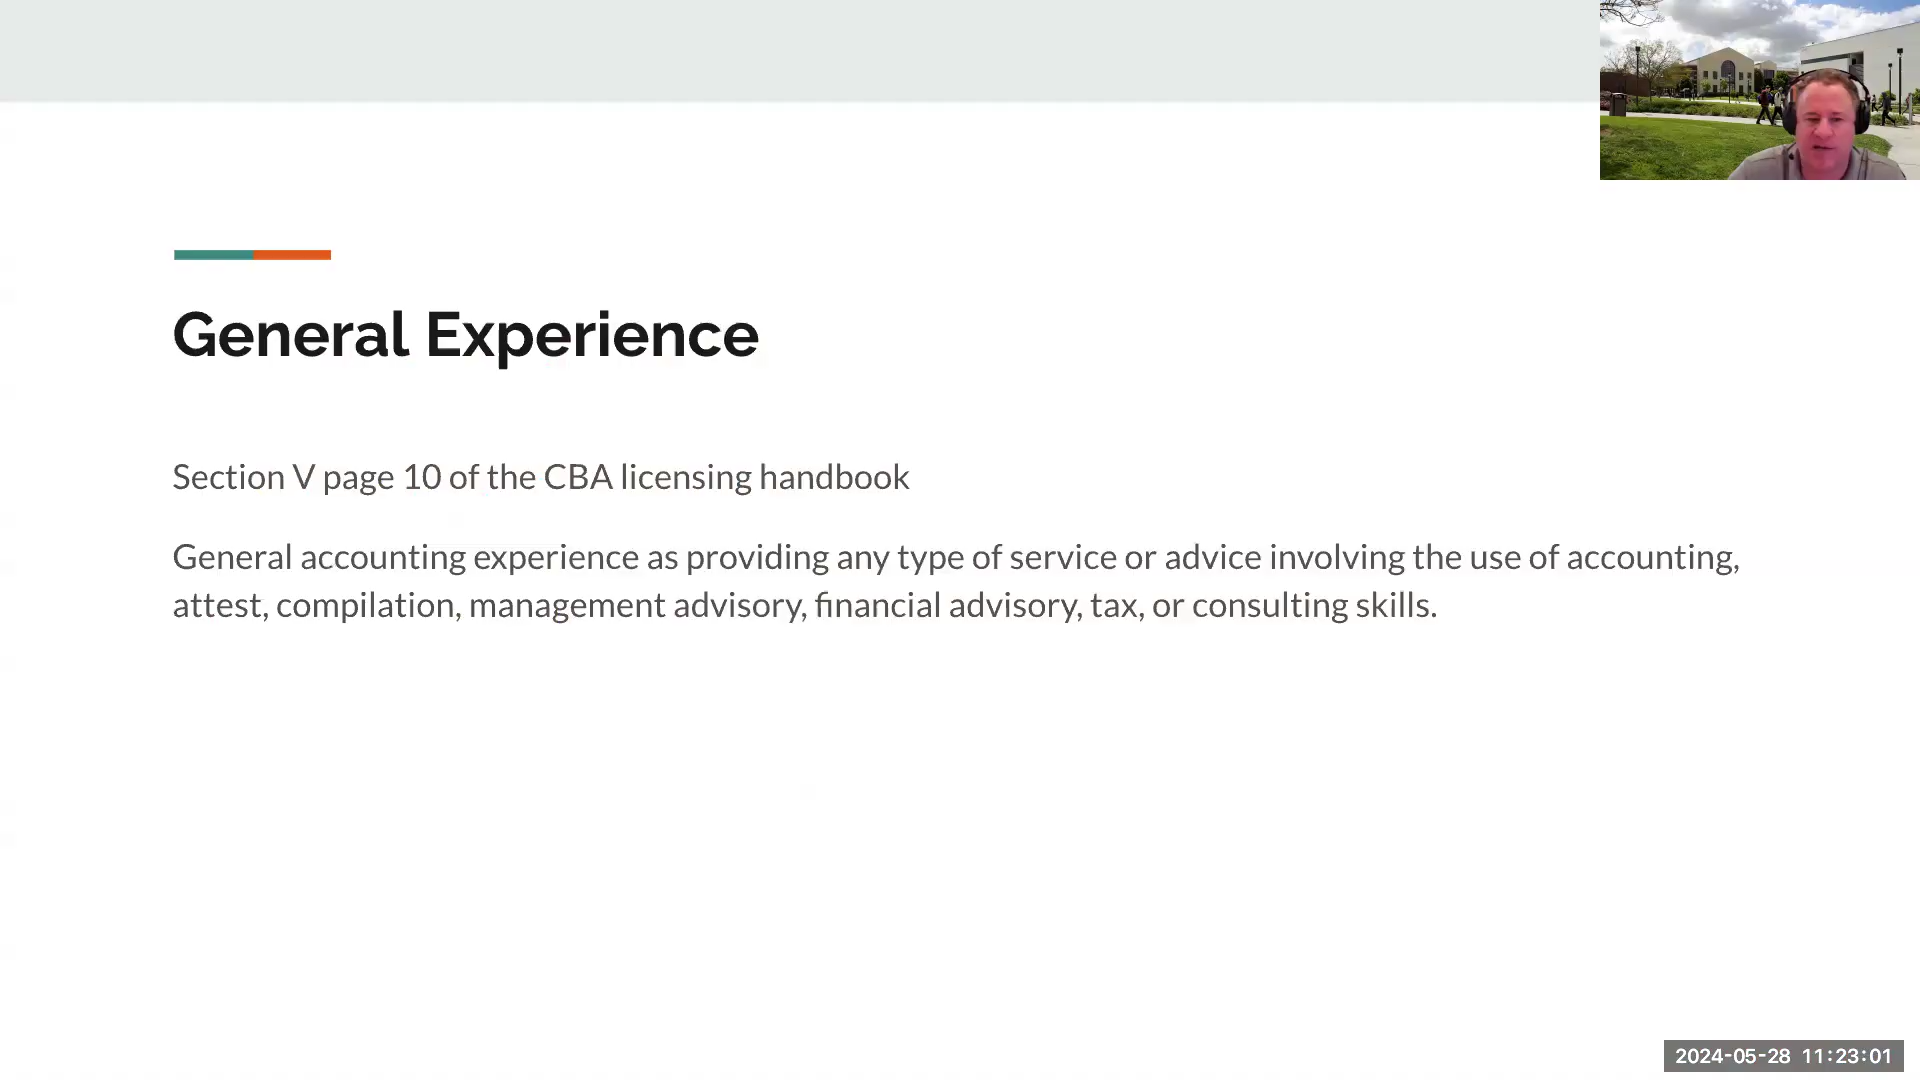 General Experience
Section V page 10 of the CBA licensing handbook
General accounting experience as providing any type of service or advice involving the use of accounting,
attest, compilation, management advisory, financial advisory, tax, or consulting skills.
2024-05-28 11:23:01